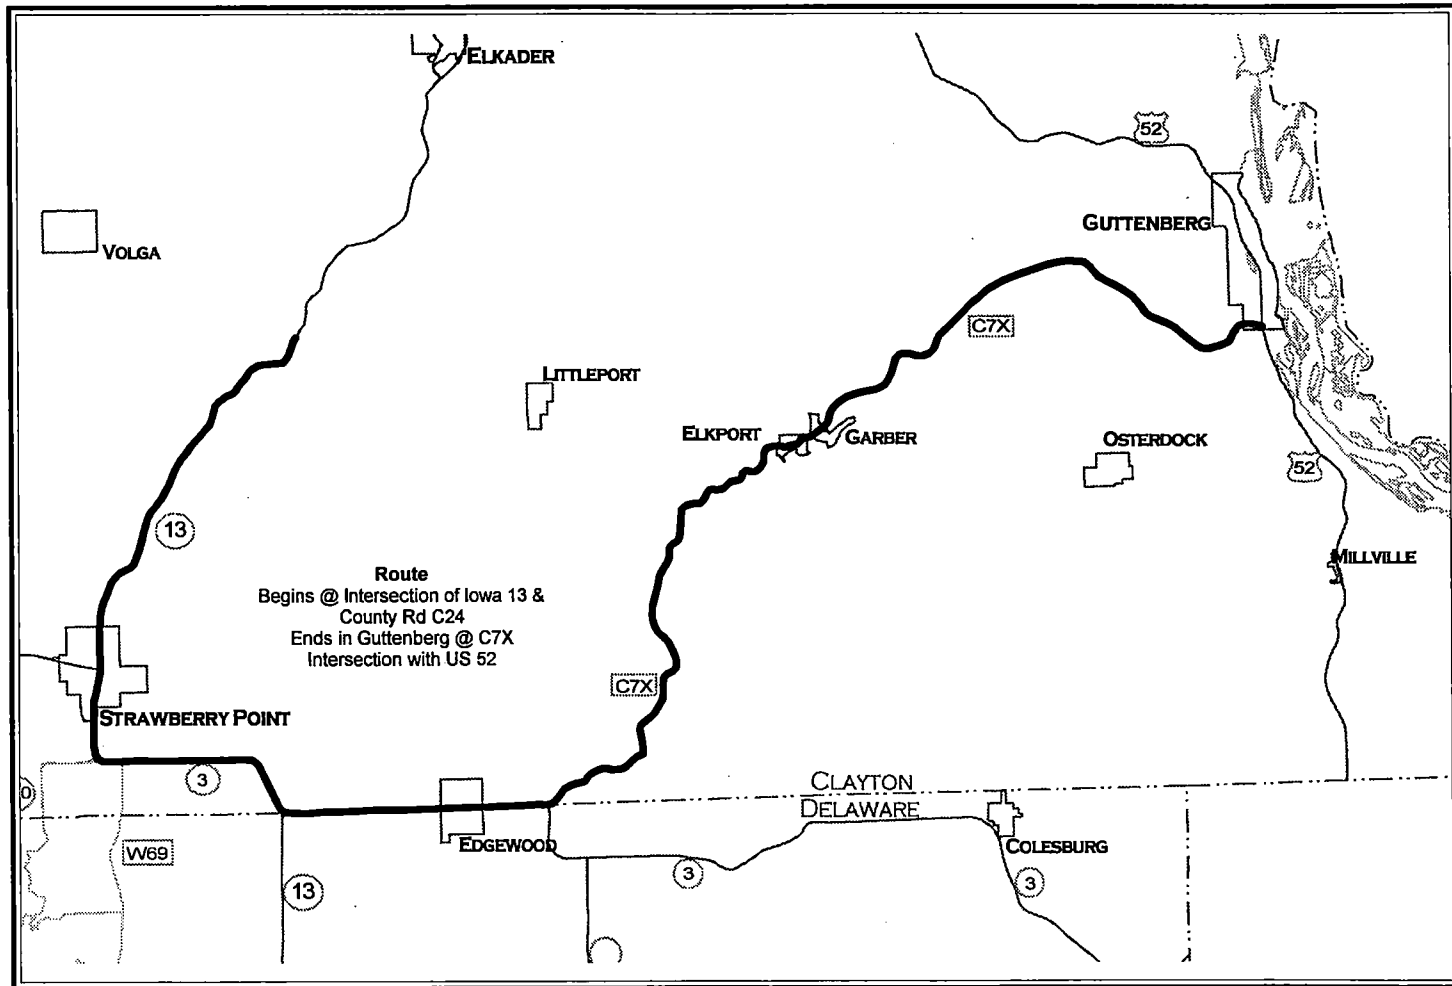 ELKADER
52
GUTTENBERG
VOLGA
C7X
LITTLEPORT
ELKPORT
GARBER
OSTERDOCK
52
13
MILLVILLE
Route
Begins @ Intersection of Iowa 13 &
County Rd C24
Ends in Guttenberg @ C7X
Intersection with US 52
C7X
STRAWBERRY POINT
3
0
CLAYTON
DELAWARE
W69
EDGEWOOD
COLESBURG
13
3
3